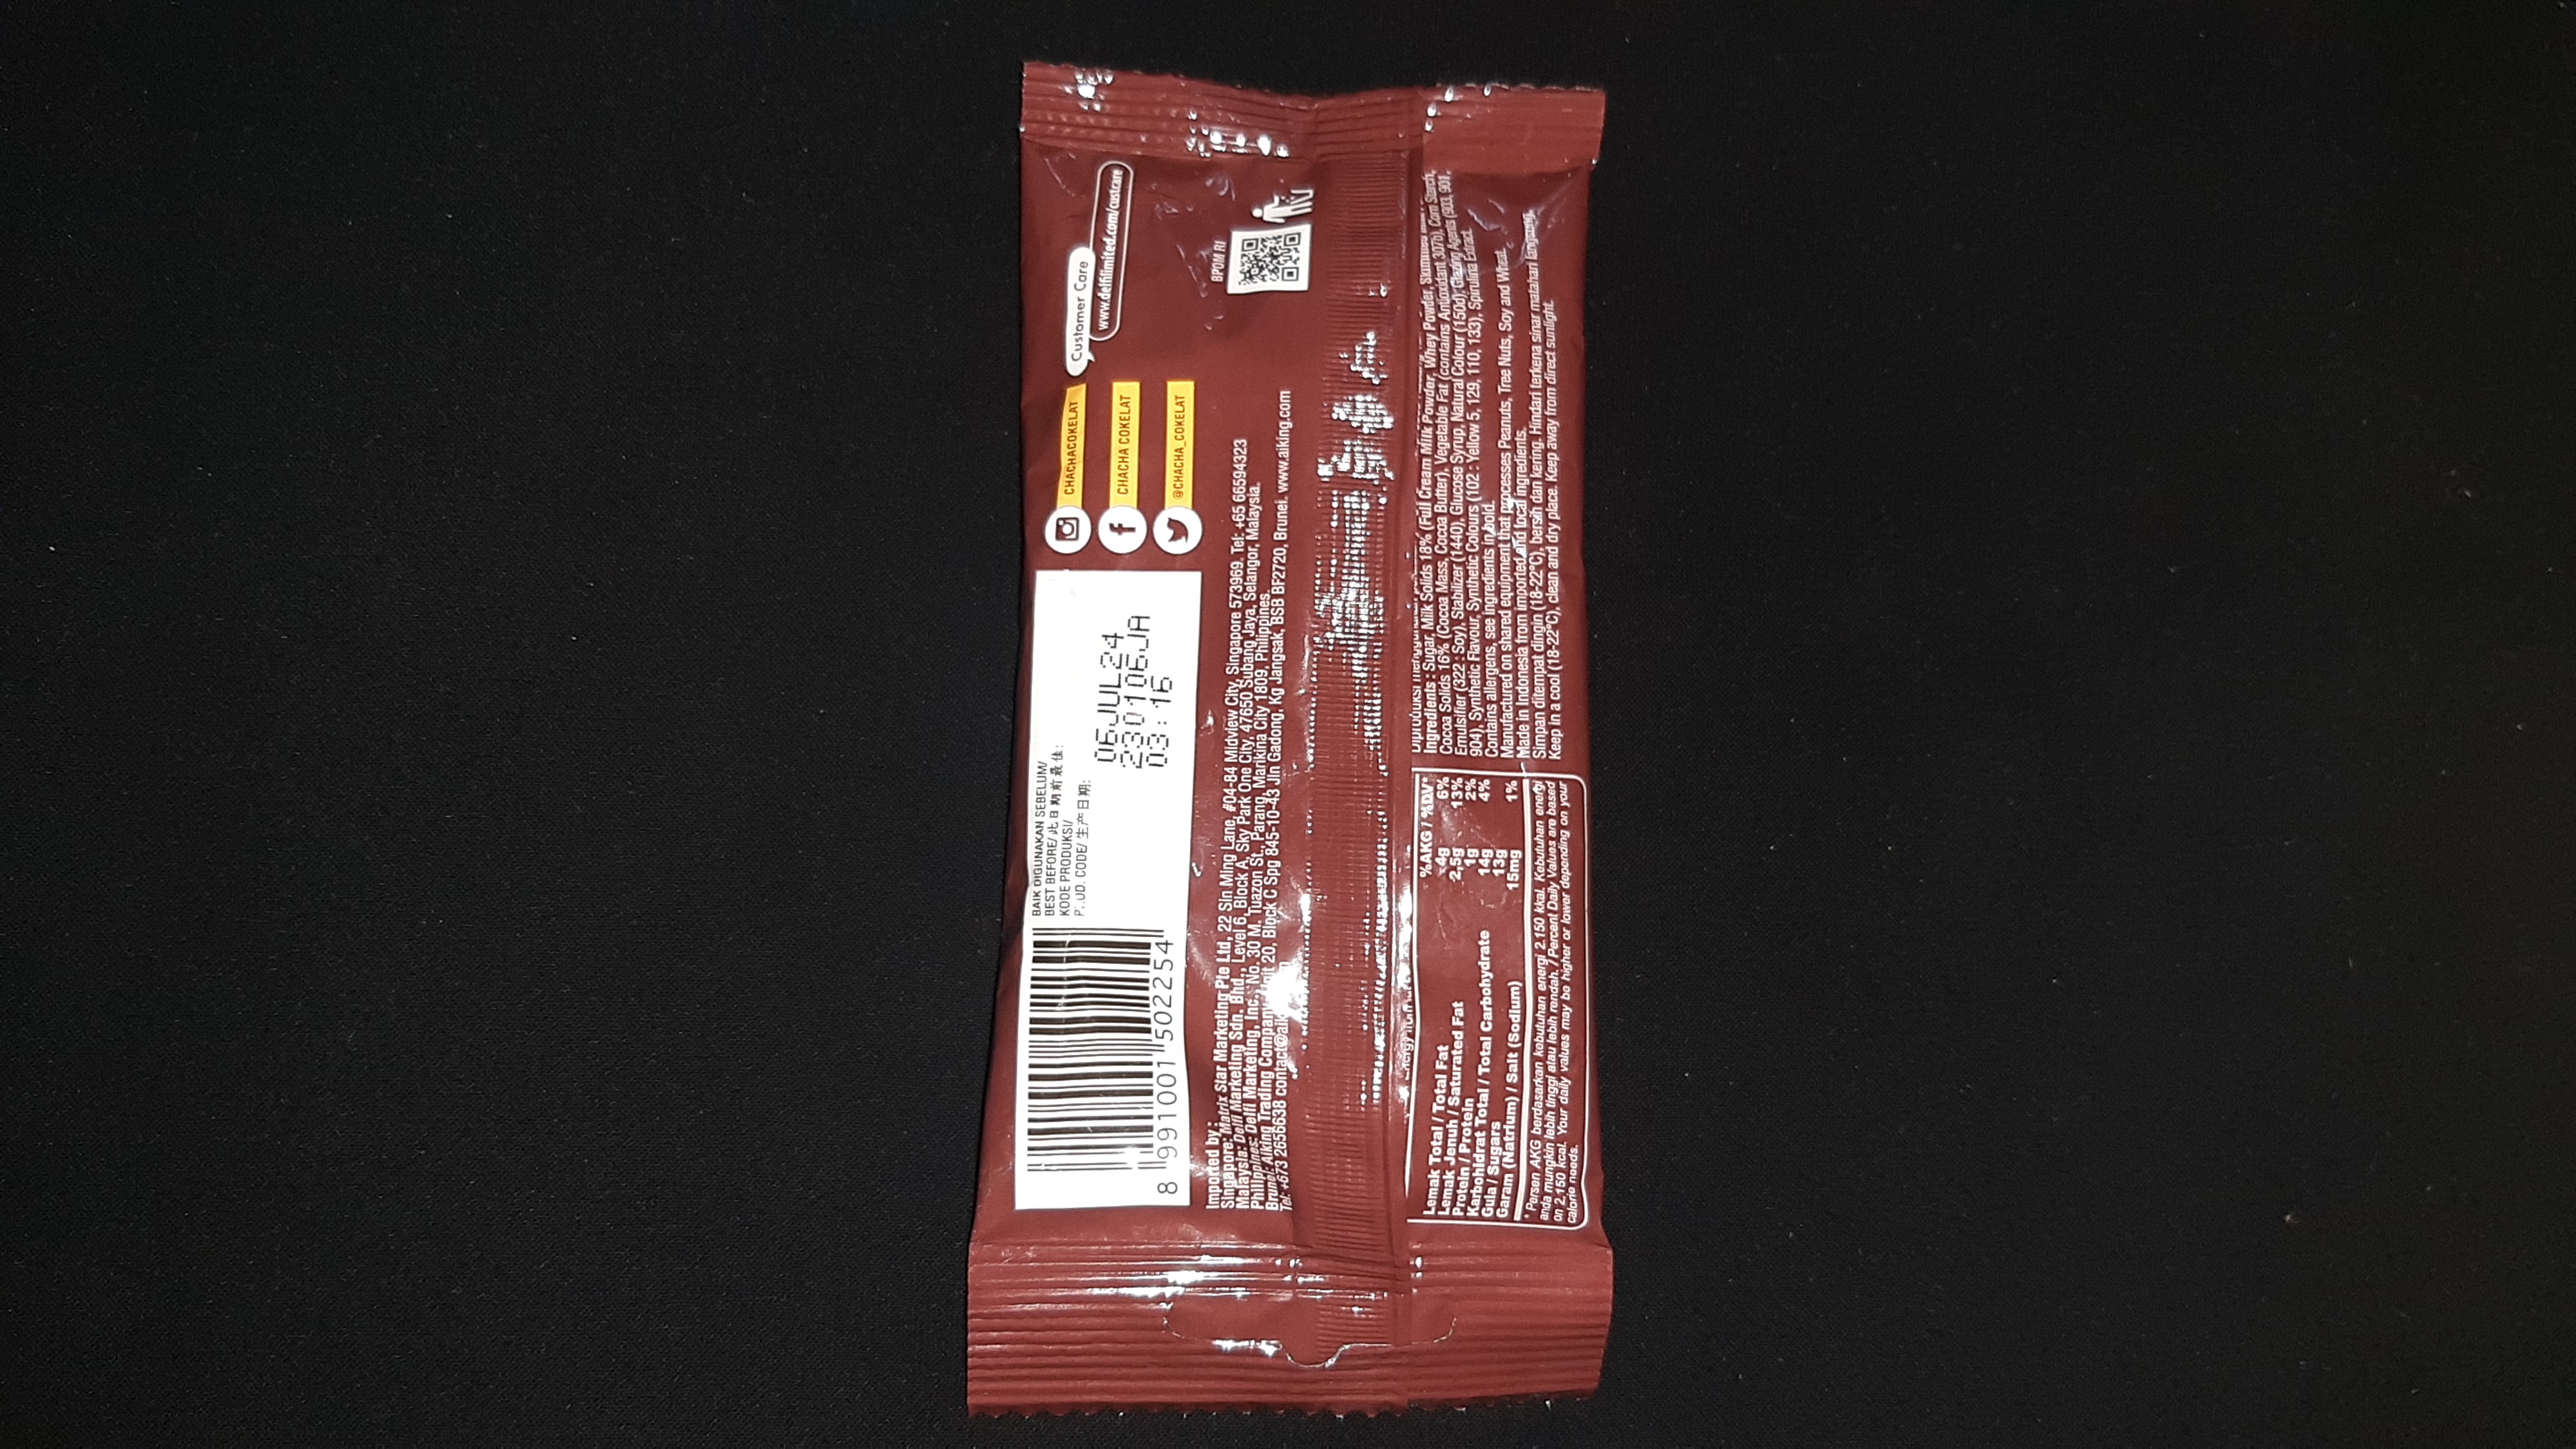 BAIK DIGUNAKAN SEBELUM/
BEST BEFORE/ 此日期前最佳:
KODE PRODUKSI/
CODE/ 生产日期:
06JUL24
230106JA
03:16
8 991001 502254
CHACHACOKELAT
CHACHA COKELAT
@CHACHA_COKELAT
Customer Care
www.delfilimited.com/custcare
BPOM RI
Imported by :
Singapore: Matrix Star Marketing Pte Ltd, 22 Sin Ming Lane, #04-84 Midview City, Singapore 573969. Tel: +65 66594323
Malaysia: Delfi Marketing Sdn. Bhd., Level 6, Block A, Sky Park One City, 47650 Subang Jaya, Selangor, Malaysia.
Philippines: Delfi Marketing, Inc., No. 30 M. Tuazon St., Parang, Marikina City 1809, Philippines.
Brunei: Aiking Trading Company, 20, Block C Spg 845-10-43 Jln Gadong, Kg Jangsak, BSB BF2720, Brunei. www.aiking.com
Tel: +673 2656638
%AKG / %DV*
Lemak Total / Total Fat 4g 6%
Lemak Jenuh / Saturated Fat 2,5g 13%
Protein / Protein 1g 2%
Karbohidrat Total / Total Carbohydrate 14g 4%
Gula / Sugars 13g
Garam (Natrium) / Salt (Sodium) 15mg 1%
* Persen AKG berdasarkan kebutuhan energi 2.150 kkal. Kebutuhan energi
anda mungkin lebih tinggi atau lebih rendah. / Percent Daily Values are based
on 2,150 kcal. Your daily values may be higher or lower depending on your
calorie needs.
Diproduksi
Ingredients : Sugar, Milk Solids 18% (Full Cream Milk Powder, Whey Powder, Skimmed
Cocoa Solids 16% (Cocoa Mass, Cocoa Butter), Vegetable Fat (contains Antioxidant 307b), Corn Starch,
Emulsifier (322 : Soy), Stabilizer (1440), Glucose Syrup, Natural Colour (150d), Glazing Agents (903, 901,
904), Synthetic Flavour, Synthetic Colours (102 : Yellow 5, 129, 110, 133), Spirulina Extract.
Contains allergens, see ingredients in bold.
Manufactured on shared equipment that processes Peanuts, Tree Nuts, Soy and Wheat.
Made in Indonesia from imported and local ingredients.
Simpan ditempat dingin (18-22°C), bersih dan kering. Hindari terkena sinar matahari langsung.
Keep in a cool (18-22°C), clean and dry place. Keep away from direct sunlight.